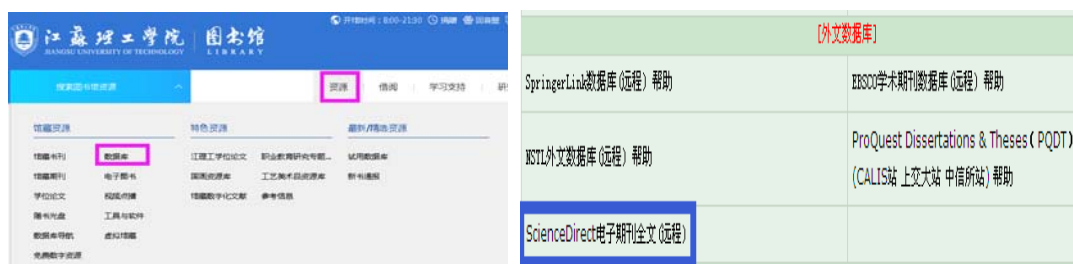 开馆时间：8:00-21:30
江苏理工学院 图书馆
JIANGSU UNIVERSITY OF TECHNOLOGY LIBRARY
搜索图书馆资源 资源 借阅 学习支持
馆藏资源 特色资源 最新/精选资源
馆藏书刊 数据库 江理工学位论文 职业教育研究专题... 试用数据库
馆藏期刊 电子图书 工艺美术品资源库 新书通报
学位论文 视频点播 馆藏数字化文献 参考信息
随书光盘 工具与软件
数据库导航 虚拟馆藏
免费数字资源
[外文数据库]
SpringerLink数据库(远程) 帮助 EBSCO学术期刊数据库(远程) 帮助
NSTL外文数据库(远程) 帮助 ProQuest Dissertations & Theses( PQDT)
(CALIS站 上交大站 中信所站) 帮助
ScienceDirect电子期刊全文(远程)